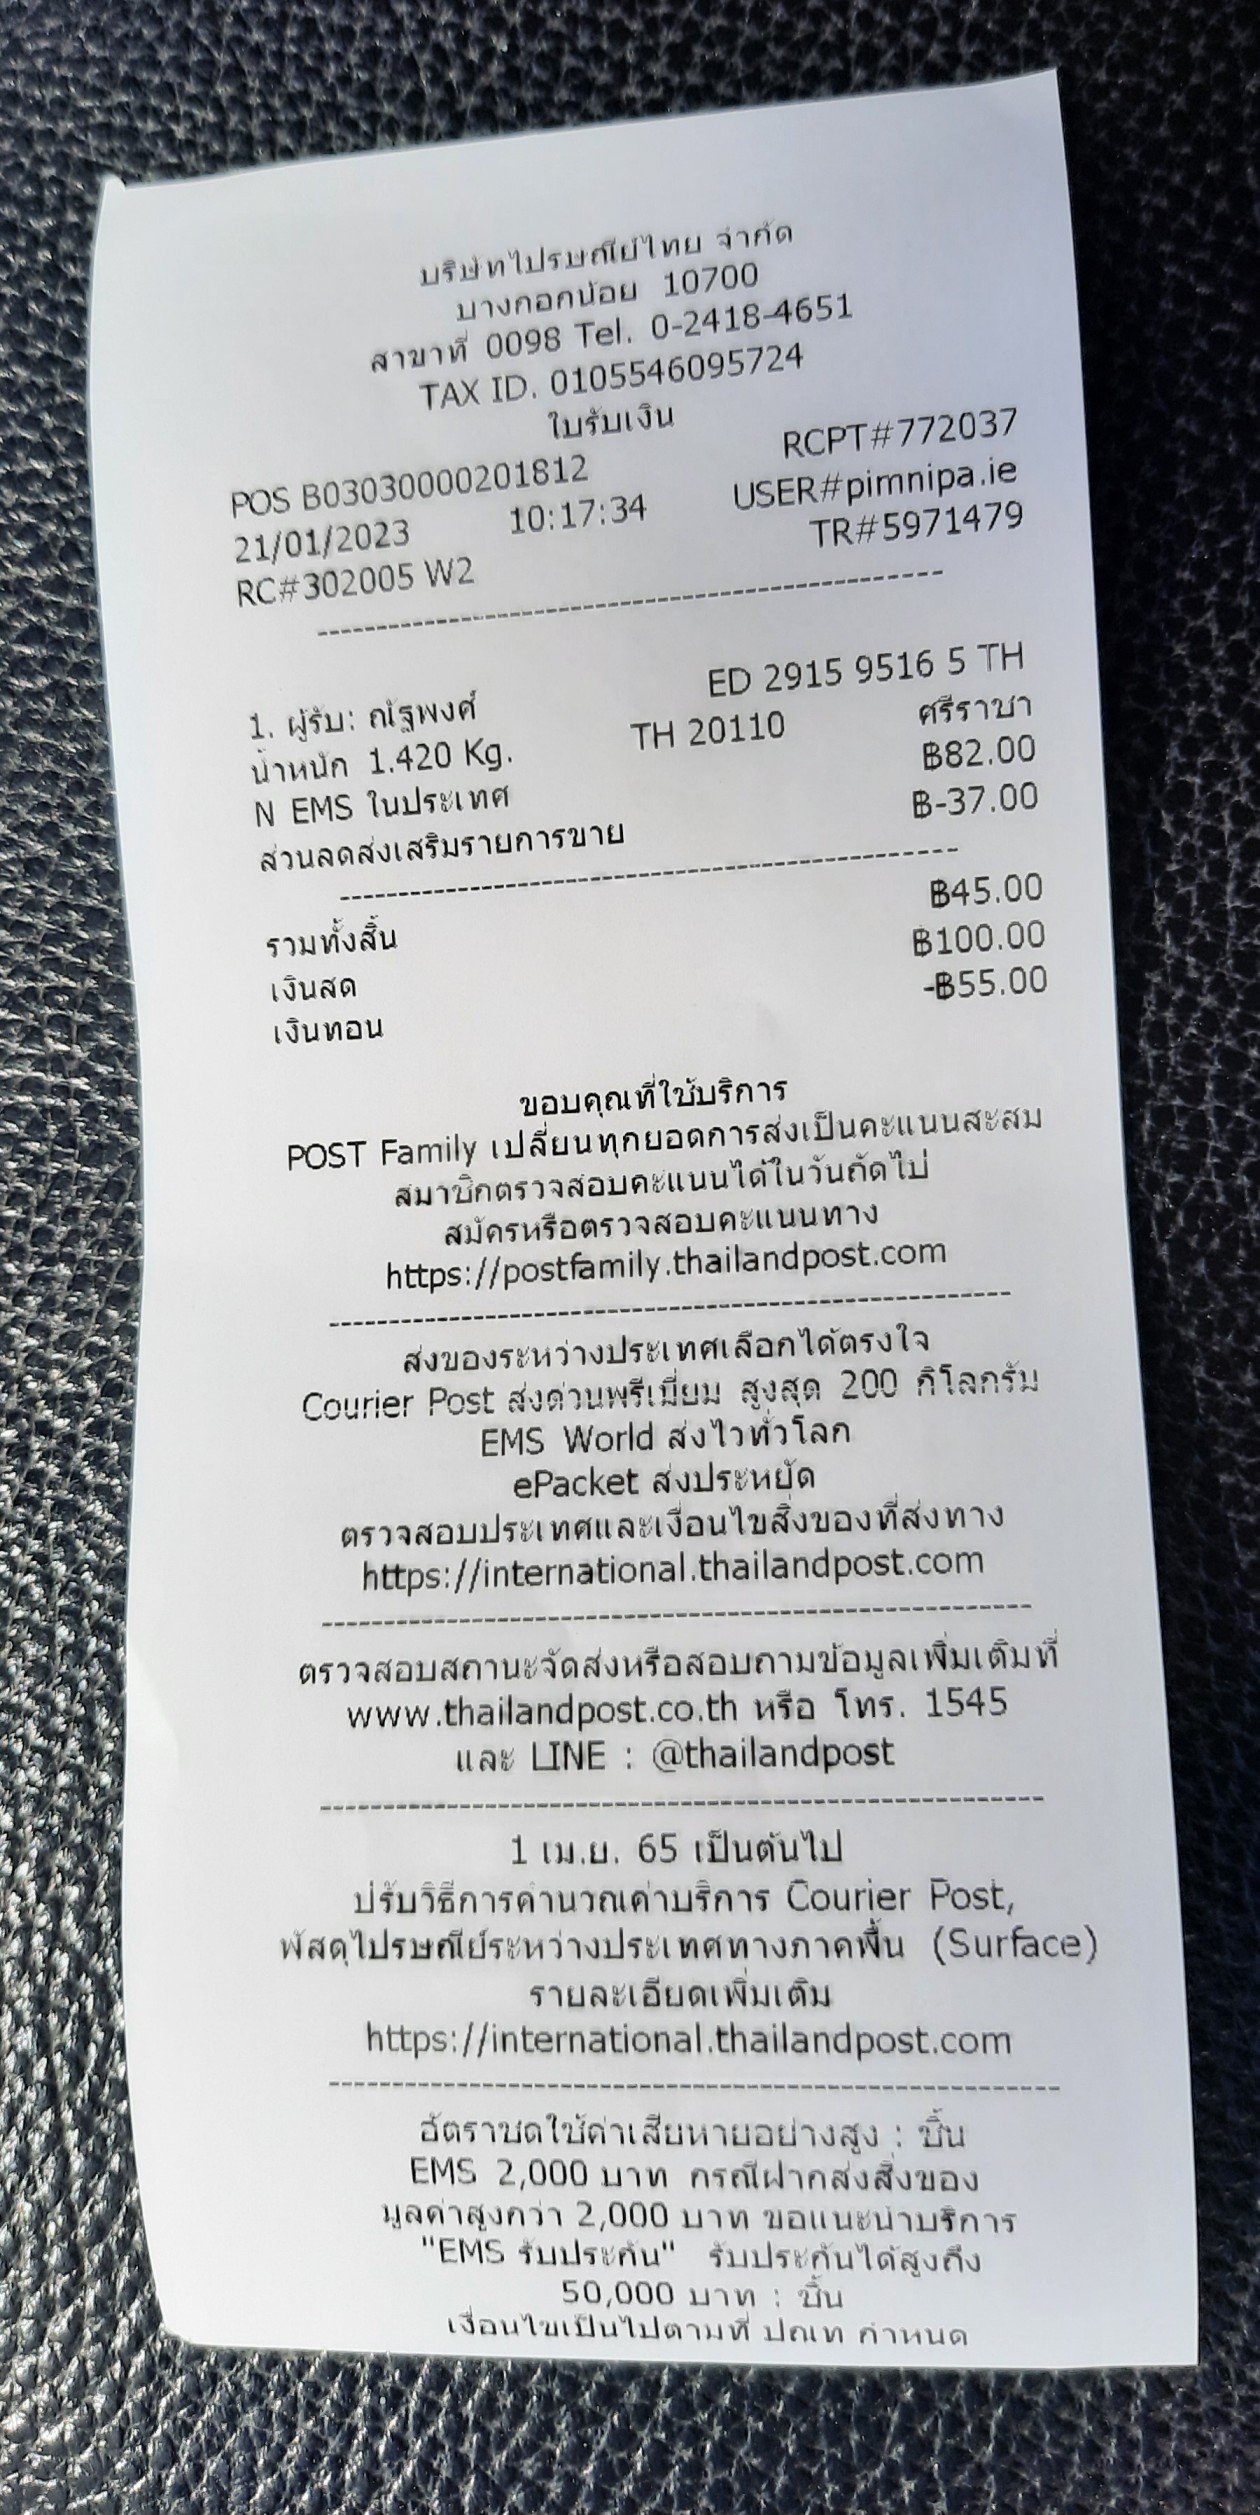 บริษัทไปรษณีย์ไทย จำกัด
บางกอกน้อย 10700
สาขาที่ 0098 Tel. 0-2418-4651
TAX ID. 0105546095724
ใบรับเงิน
POS B03030000201812 RCPT#772037
21/01/2023 10:17:34 USER#pimnipa.ie
RC#302005 W2 TR#5971479
ED 2915 9516 5 TH
1. ผู้รับ: ณัฐพงศ์
น้ำหนัก 1.420 Kg. TH 20110 ศรีราชา
N EMS ในประเทศ ฿82.00
ส่วนลดส่งเสริมรายการขาย ฿-37.00
รวมทั้งสิ้น ฿45.00
เงินสด ฿100.00
เงินทอน -฿55.00
ขอบคุณที่ใช้บริการ
POST Family เปลี่ยนทุกยอดการส่งเป็นคะแนนสะสม
สมาชิกตรวจสอบคะแนนได้ในวันถัดไป
สมัครหรือตรวจสอบคะแนนทาง
https://postfamily.thailandpost.com
ส่งของระหว่างประเทศเลือกได้ตรงใจ
Courier Post ส่งด่วนพรีเมี่ยม สูงสุด 200 กิโลกรัม
EMS World ส่งไวทั่วโลก
ePacket ส่งประหยัด
ตรวจสอบประเทศและเงื่อนไขสิ่งของที่ส่งทาง
https://international.thailandpost.com
ตรวจสอบสถานะจัดส่งหรือสอบถามข้อมูลเพิ่มเติมที่
www.thailandpost.co.th หรือ โทร. 1545
และ LINE : @thailandpost
1 เม.ย. 65 เป็นต้นไป
ปรับวิธีการคำนวณค่าบริการ Courier Post,
พัสดุไปรษณีย์ระหว่างประเทศทางภาคพื้น (Surface)
รายละเอียดเพิ่มเติม
https://international.thailandpost.com
อัตราชดใช้ค่าเสียหายอย่างสูง : ชิ้น
EMS 2,000 บาท กรณีฝากส่งสิ่งของ
มูลค่าสูงกว่า 2,000 บาท ขอแนะนำบริการ
"EMS รับประกัน" รับประกันได้สูงถึง
50,000 บาท : ชิ้น
เงื่อนไขเป็นไปตามที่ ปณท กำหนด